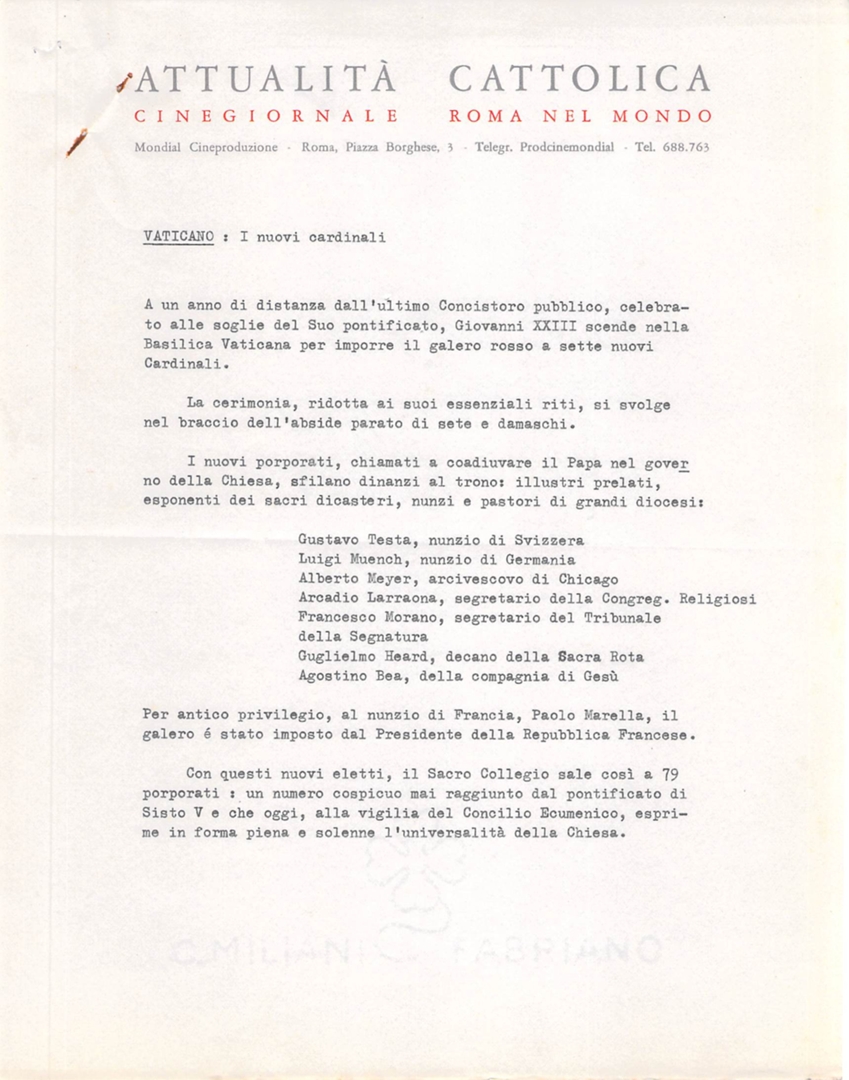 ATTUALITÀ CATTOLICA
CINEGIORNALE ROMA NEL MONDO
Mondial Cineproduzione - Roma, Piazza Borghese, 3 - Telegr. Prodcinemondial - Tel. 688.763
VATICANO : I nuovi cardinali
A un anno di distanza dall'ultimo Concistoro pubblico, celebra-
to alle soglie del Suo pontificato, Giovanni XXIII scende nella
Basilica Vaticana per imporre il galero rosso a sette nuovi
Cardinali.
La cerimonia, ridotta ai suoi essenziali riti, si svolge
nel braccio dell'abside parato di sete e damaschi.
I nuovi porporati, chiamati a coadiuvare il Papa nel gover
no della Chiesa, sfilano dinanzi al trono: illustri prelati,
esponenti dei sacri dicasteri, nunzi e pastori di grandi diocesi:
Gustavo Testa, nunzio di Svizzera
Luigi Muench, nunzio di Germania
Alberto Meyer, arcivescovo di Chicago
Arcadio Larraona, segretario della Congreg. Religiosi
Francesco Morano, segretario del Tribunale
della Segnatura
Guglielmo Heard, decano della Sacra Rota
Agostino Bea, della compagnia di Gesù
Per antico privilegio, al nunzio di Francia, Paolo Marella, il
galero é stato imposto dal Presidente della Repubblica Francese.
Con questi nuovi eletti, il Sacro Collegio sale così a 79
porporati : un numero cospicuo mai raggiunto dal pontificato di
Sisto V e che oggi, alla vigilia del Concilio Ecumenico, espri-
me in forma piena e solenne l'universalità della Chiesa.
FABRIANO